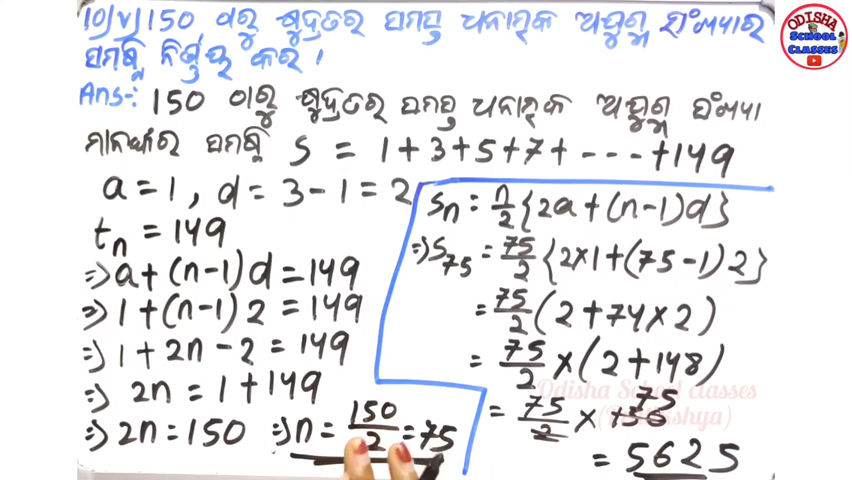 10/v/150 ଠାରୁ କ୍ଷୁଦ୍ରତର ସମସ୍ତ ଧନାତ୍ମକ ଅଯୁଗ୍ମ ସଂଖ୍ୟାର
ସମଷ୍ଟି ନିର୍ଣ୍ଣୟ କର ।
Ans-: 150 ଠାରୁ କ୍ଷୁଦ୍ରତର ସମସ୍ତ ଧନାତ୍ମକ ଅଯୁଗ୍ମ ସଂଖ୍ୟା
ମାନଙ୍କର ସମଷ୍ଟି S = 1+3+5+7+----+149
a=1, d=3-1=2
tn =149
=> a+(n-1)d=149
=> 1+(n-1)2=149
=> 1+2n-2=149
=> 2n=1+149
=> 2n=150 => n=150/2=75
Sn=n/2{2a+(n-1)d}
=> S75=75/2{2×1+(75-1)2}
=75/2(2+74×2)
=75/2×(2+148)
=75/2×150 75
=5625
ODISHA
School
Classes
Odisha School classes